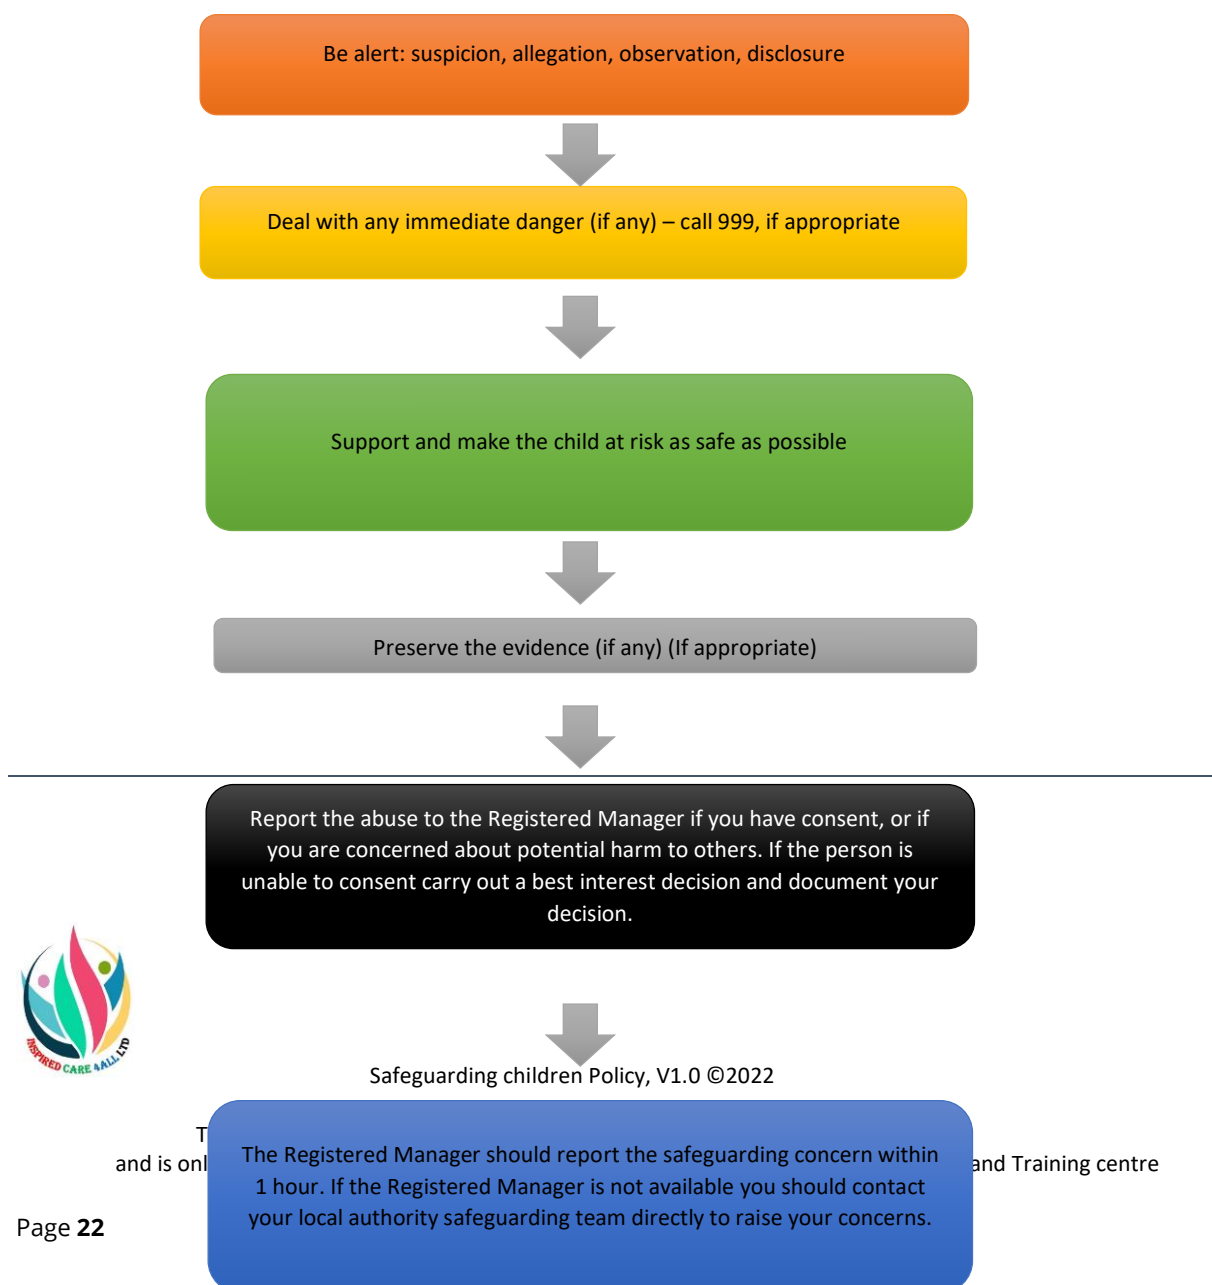 Be alert: suspicion, allegation, observation, disclosure
Deal with any immediate danger (if any) – call 999, if appropriate
Support and make the child at risk as safe as possible
Preserve the evidence (if any) (If appropriate)
Report the abuse to the Registered Manager if you have consent, or if
you are concerned about potential harm to others. If the person is
unable to consent carry out a best interest decision and document your
decision.
INSPIRED CARE 4ALL LTD
Safeguarding children Policy, V1.0 ©2022
The Registered Manager should report the safeguarding concern within
1 hour. If the Registered Manager is not available you should contact
your local authority safeguarding team directly to raise your concerns.
and is
and Training centre
Page 22